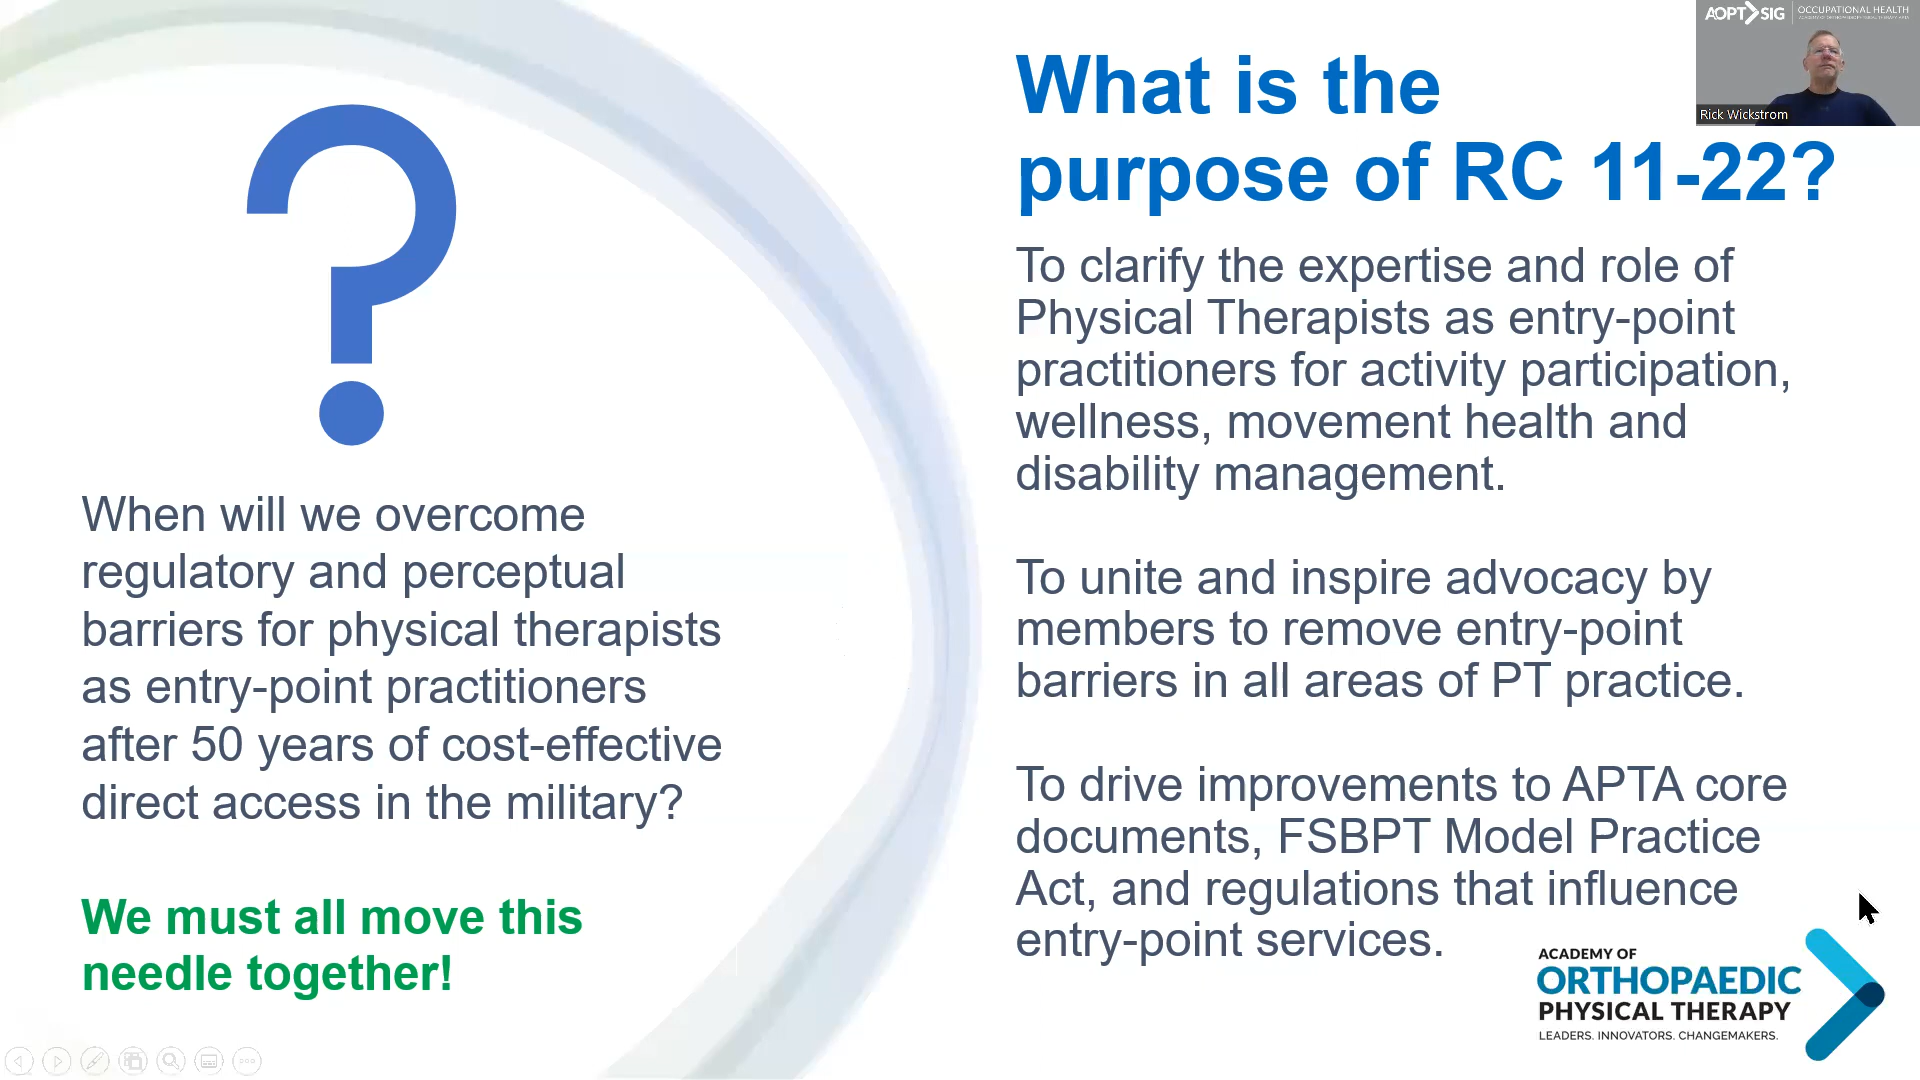 When will we overcome
regulatory and perceptual
barriers for physical therapists
as entry-point practitioners
after 50 years of cost-effective
direct access in the military?
We must all move this
needle together!
What is the
purpose of RC 11-22?
To clarify the expertise and role of
Physical Therapists as entry-point
practitioners for activity participation,
wellness, movement health and
disability management.
To unite and inspire advocacy by
members to remove entry-point
barriers in all areas of PT practice.
To drive improvements to APTA core
documents, FSBPT Model Practice
Act, and regulations that influence
entry-point services.
AOPT SIG
OCCUPATIONAL HEALTH
Rick Wickstrom
ACADEMY OF
ORTHOPAEDIC
PHYSICAL THERAPY
LEADERS. INNOVATORS. CHANGEMAKERS.